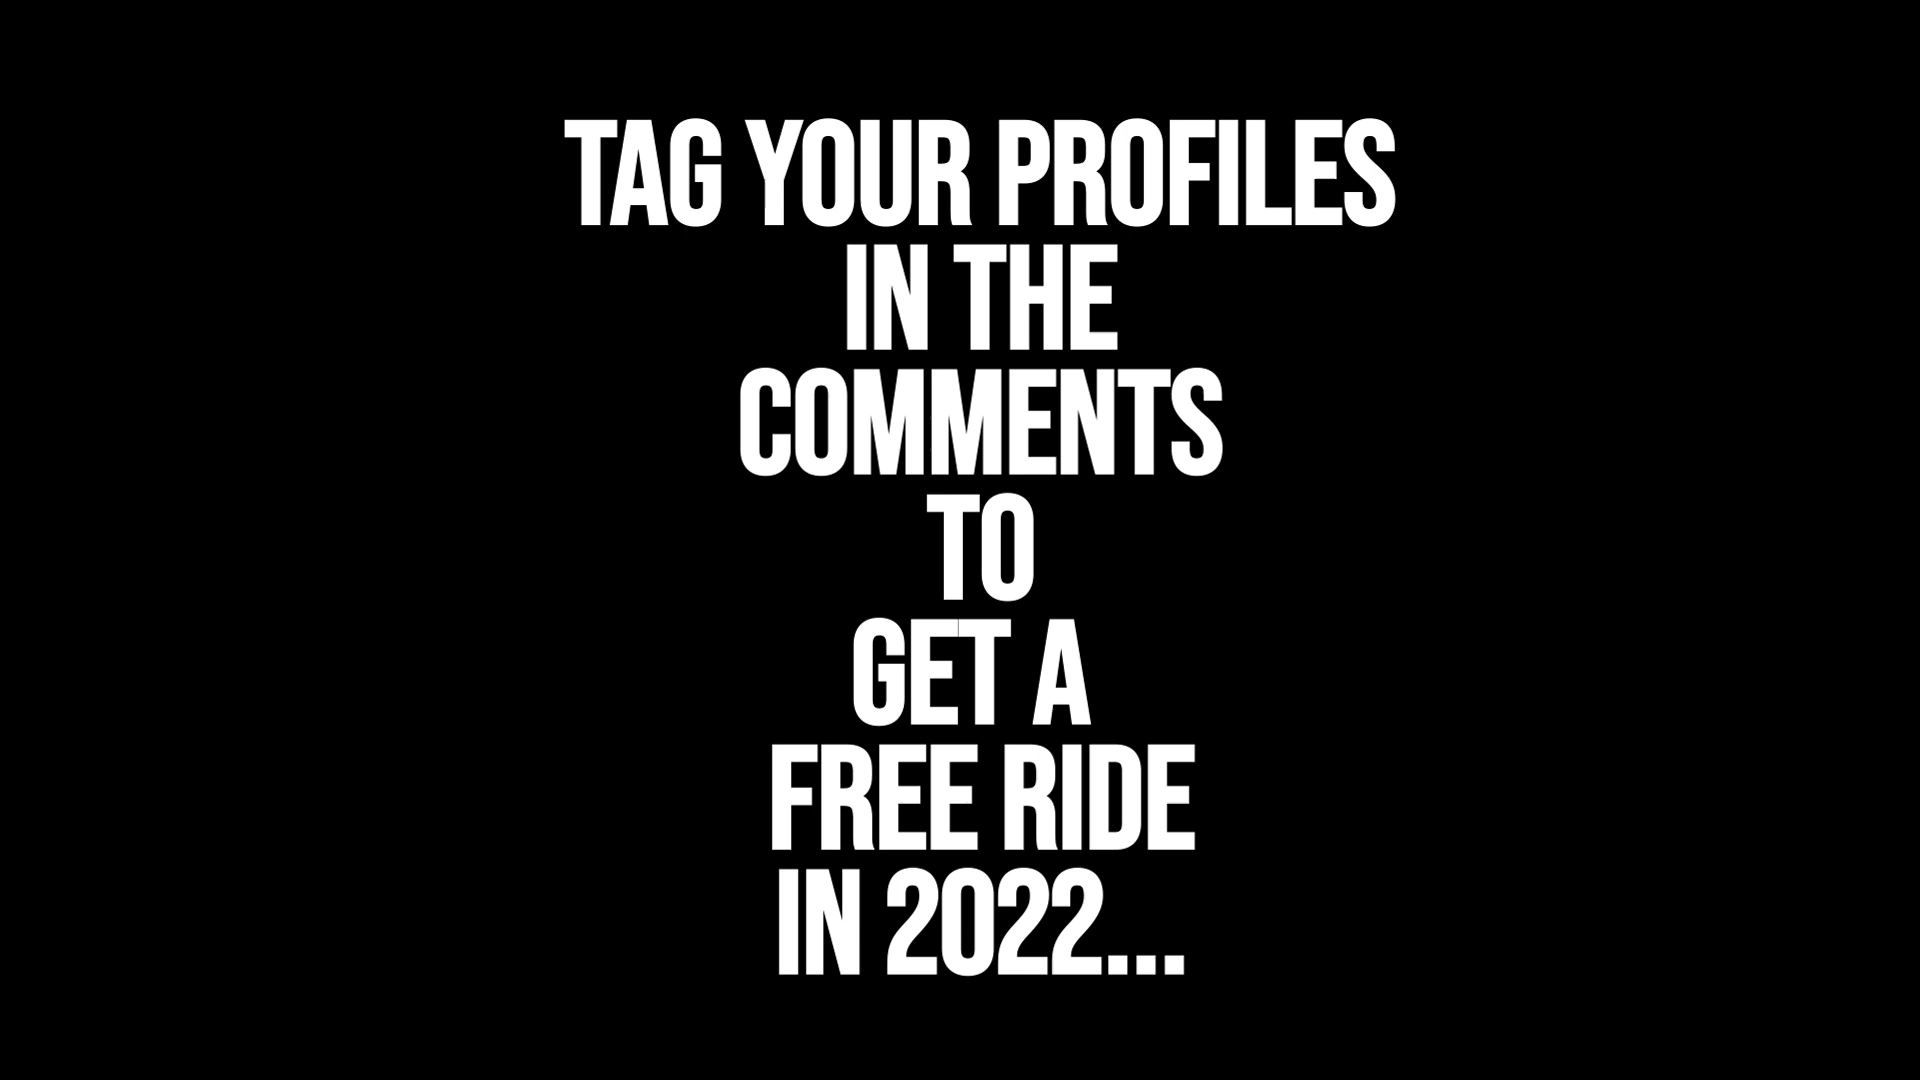 TAG YOUR PROFILES
IN THE
COMMENTS
TO
GET A
FREE RIDE
IN 2022...